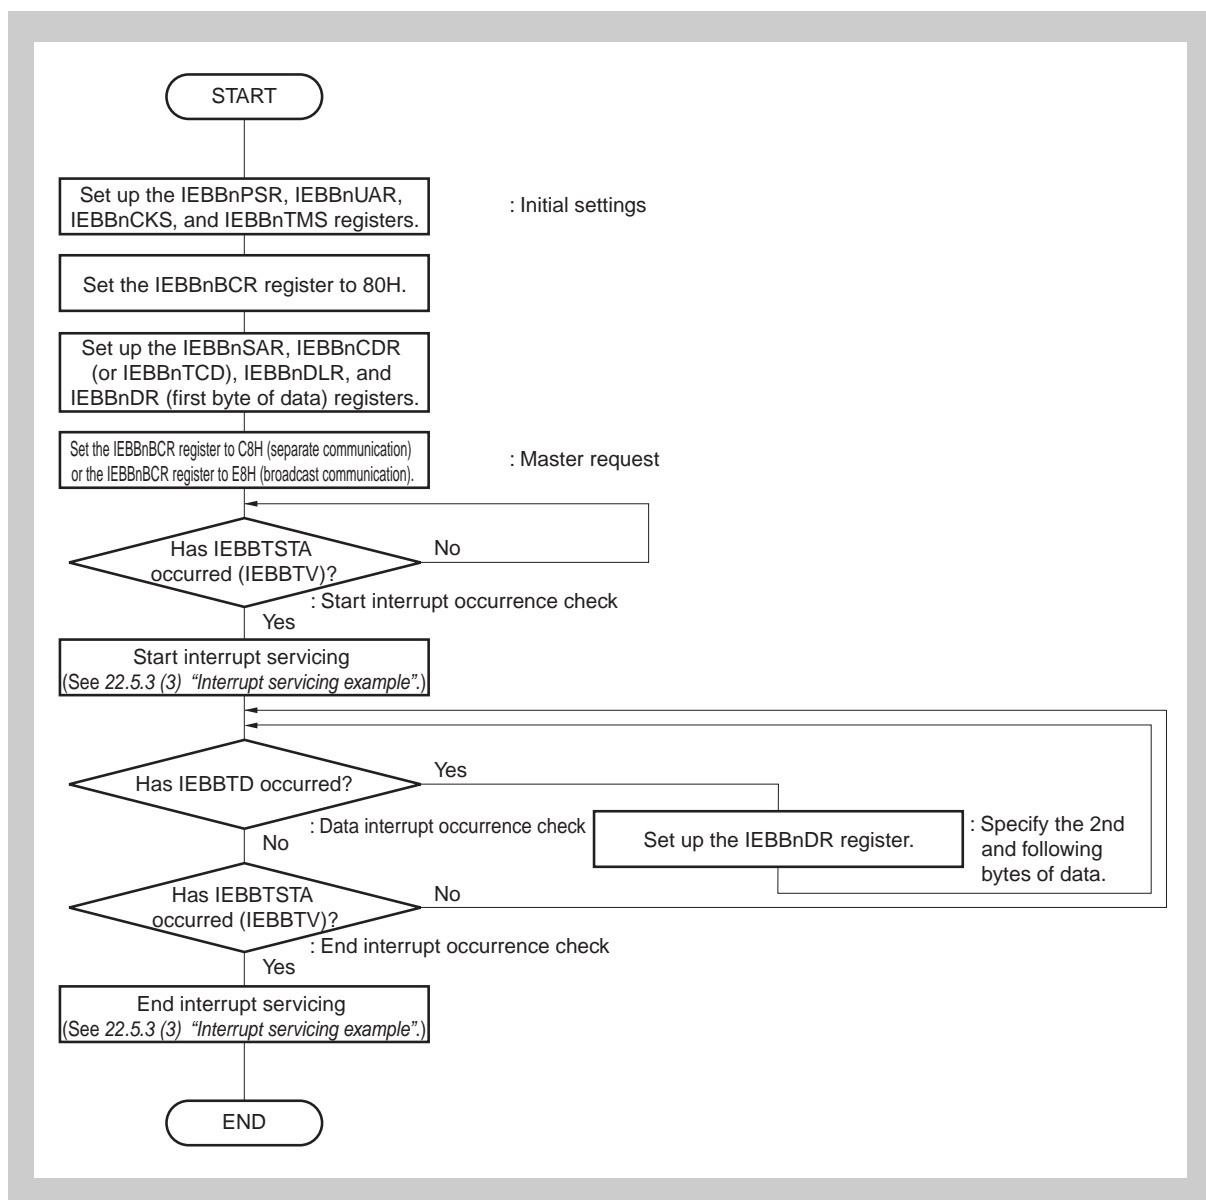 START
Set up the IEBBnPSR, IEBBnUAR,
IEBBnCKS, and IEBBnTMS registers.
: Initial settings
Set the IEBBnBCR register to 80H.
Set up the IEBBnSAR, IEBBnCDR
(or IEBBnTCD), IEBBnDLR, and
IEBBnDR (first byte of data) registers.
Set the IEBBnBCR register to C8H (separate communication)
or the IEBBnBCR register to E8H (broadcast communication).
: Master request
Has IEBBTSTA
occurred (IEBBTV)?
No
: Start interrupt occurrence check
Yes
Start interrupt servicing
(See 22.5.3 (3) “Interrupt servicing example”.)
Has IEBBTD occurred?
Yes
: Data interrupt occurrence check
No
Set up the IEBBnDR register.
: Specify the 2nd
and following
bytes of data.
Has IEBBTSTA
occurred (IEBBTV)?
No
: End interrupt occurrence check
Yes
End interrupt servicing
(See 22.5.3 (3) “Interrupt servicing example”.)
END